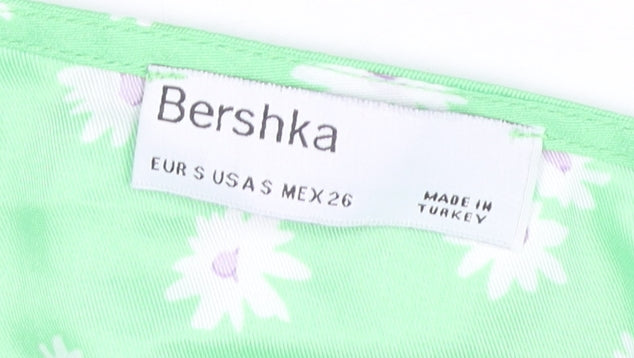 Bershka
EUR S USA S MEX 26
MADE IN
TURKEY